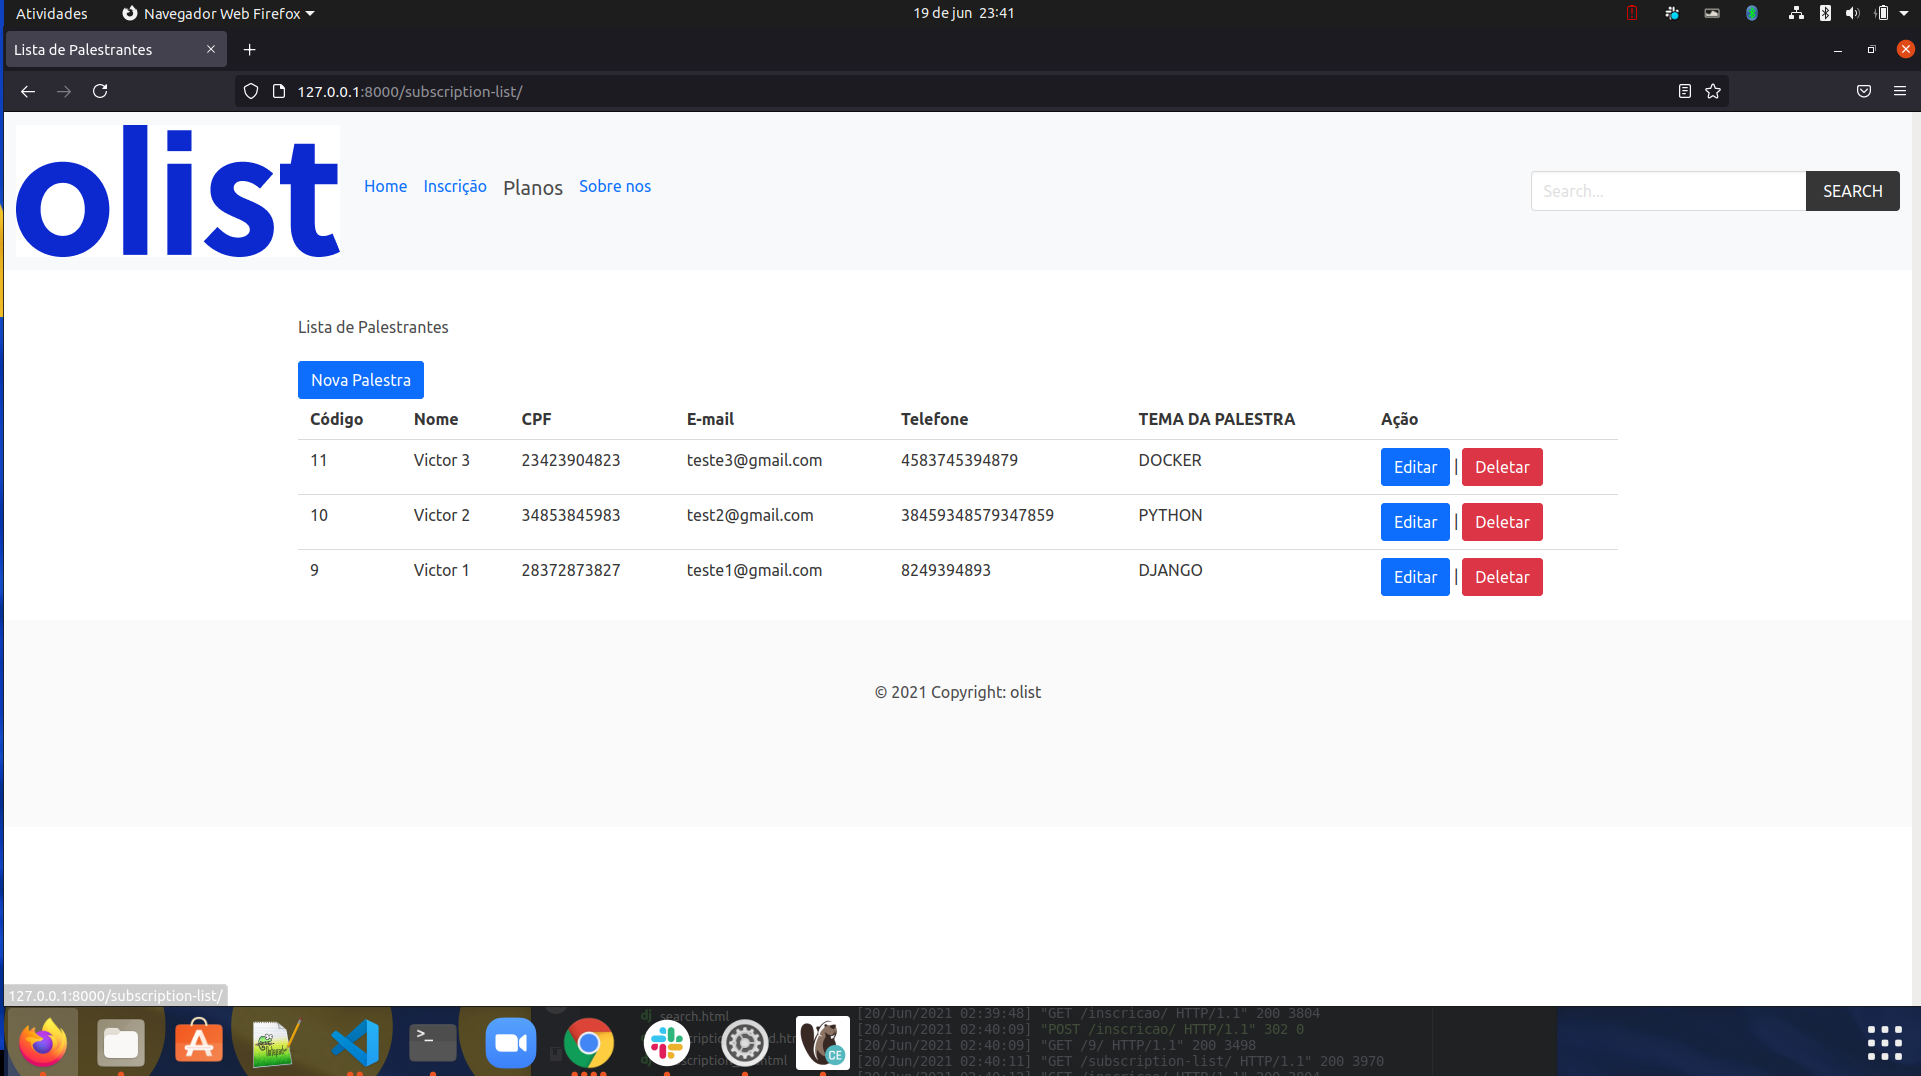 Atividades Navegador Web Firefox 19 de jun 23:41
Lista de Palestrantes
127.0.0.1:8000/subscription-list/
olist Home Inscrição Planos Sobre nos Search... SEARCH
Lista de Palestrantes
Nova Palestra
Código Nome CPF E-mail Telefone TEMA DA PALESTRA Ação
11 Victor 3 23423904823 teste3@gmail.com 4583745394879 DOCKER Editar | Deletar
10 Victor 2 34853845983 test2@gmail.com 38459348579347859 PYTHON Editar | Deletar
9 Victor 1 28372873827 teste1@gmail.com 8249394893 DJANGO Editar | Deletar
© 2021 Copyright: olist
127.0.0.1:8000/subscription-list/
dj search.html
[20/Jun/2021 02:39:48] "GET /inscricao/ HTTP/1.1" 200 3804
[20/Jun/2021 02:40:09] "POST /inscricao/ HTTP/1.1" 302 0
[20/Jun/2021 02:40:09] "GET /9/ HTTP/1.1" 200 3498
[20/Jun/2021 02:40:11] "GET /subscription-list/ HTTP/1.1" 200 3970
CE